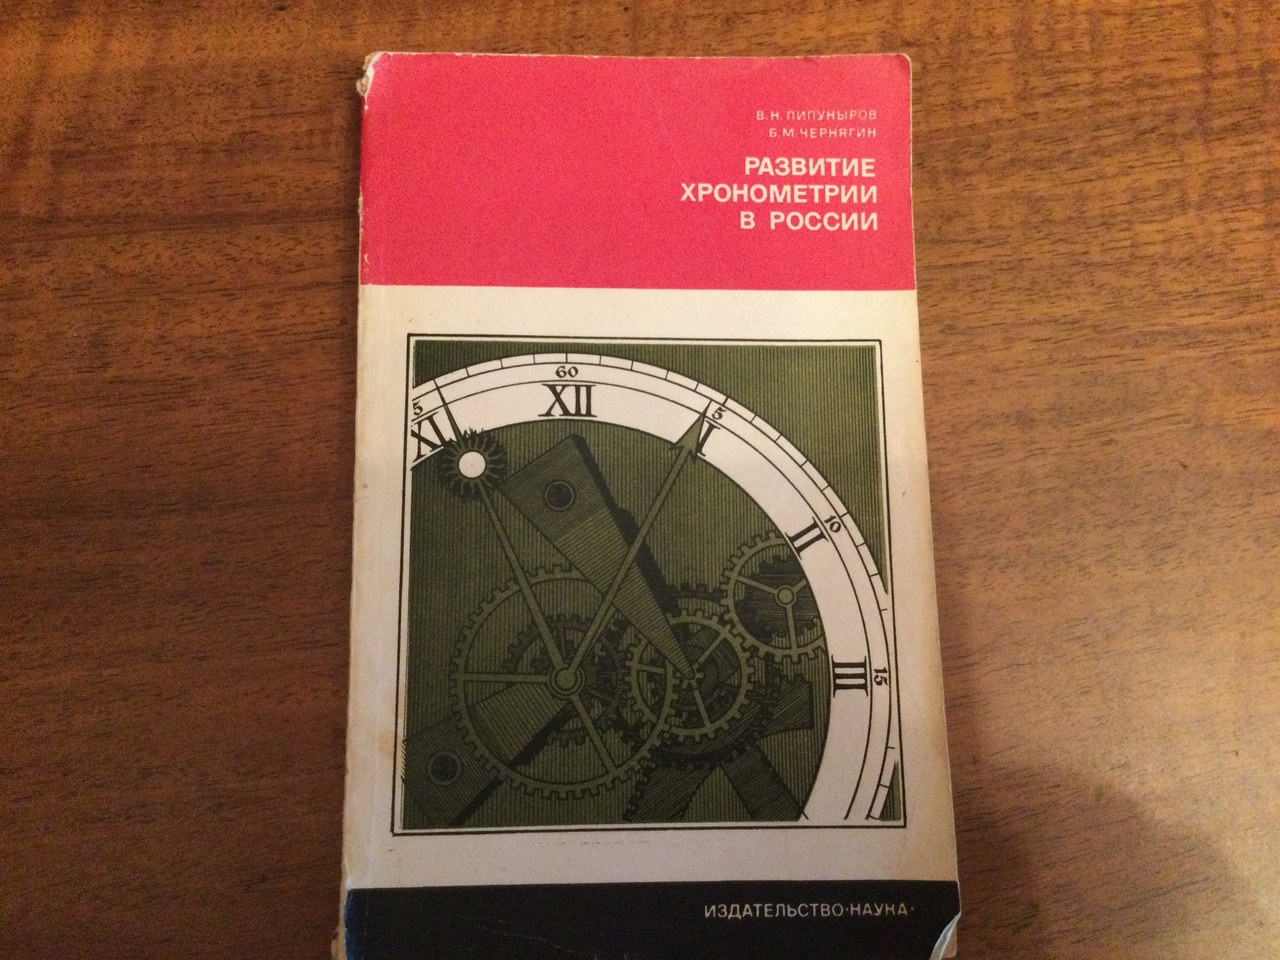 В.Н.ПИПУНЫРОВ
Б.М.ЧЕРНЯГИН
РАЗВИТИЕ
ХРОНОМЕТРИИ
В РОССИИ
60
5
5
XI
XII
I
10
II
15
III
ИЗДАТЕЛЬСТВО·НАУКА·